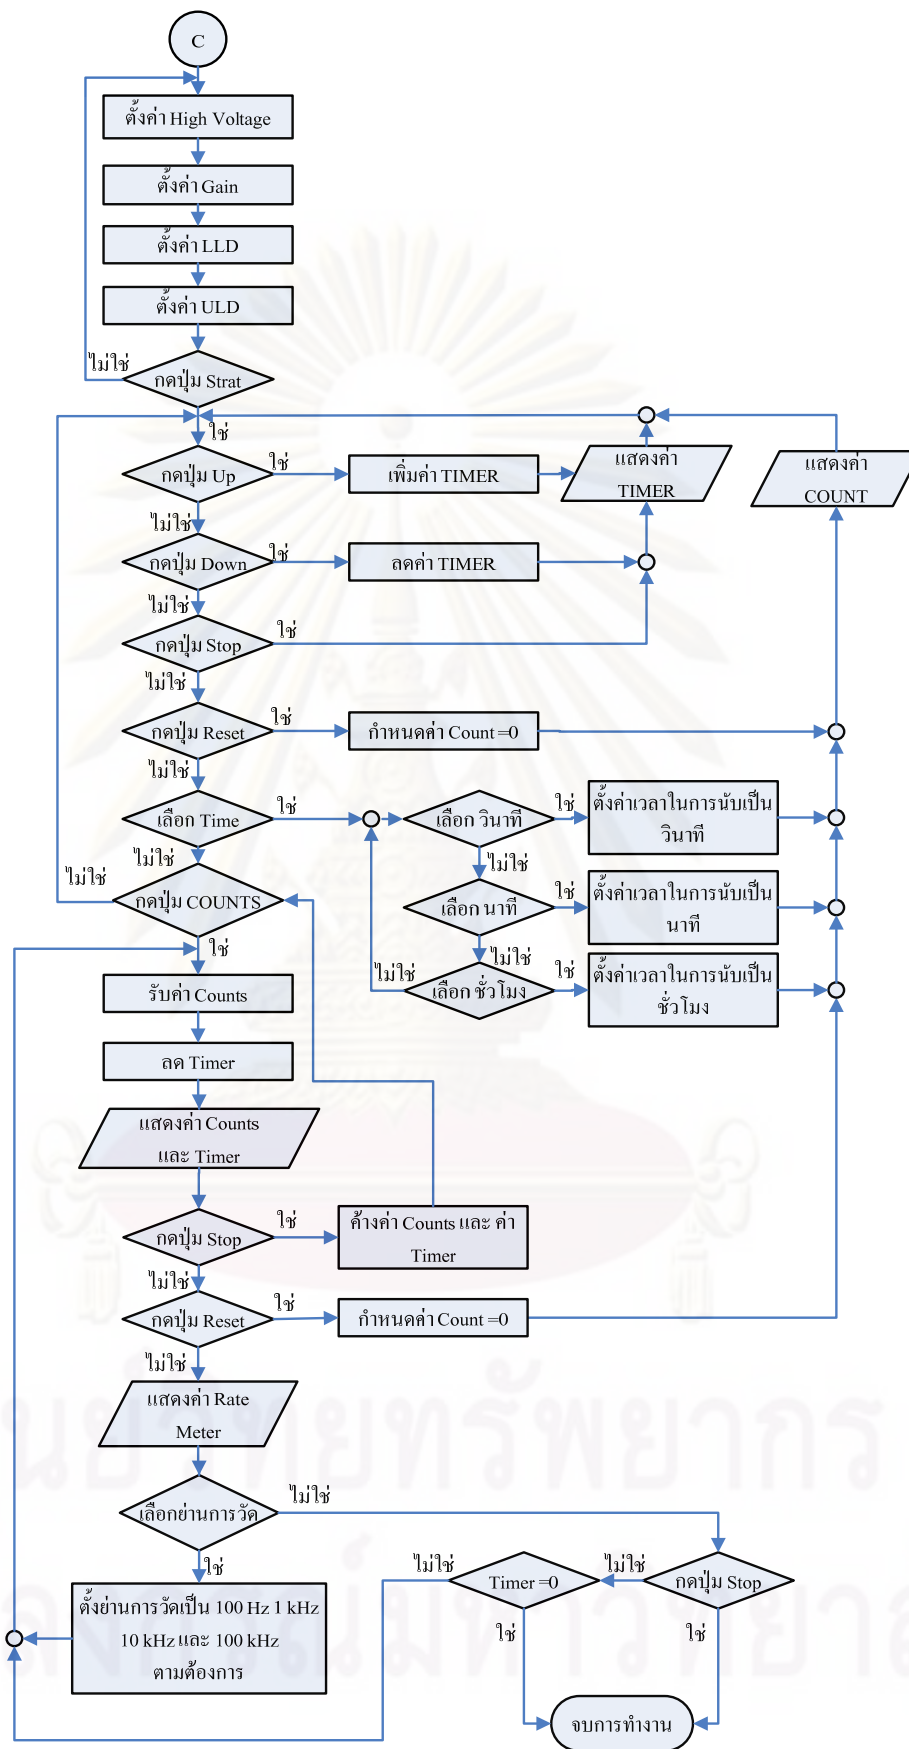 C
ตั้งค่า High Voltage
ตั้งค่า Gain
ตั้งค่า LLD
ตั้งค่า ULD
ไม่ใช่
กดปุ่ม Strat
ใช่
กดปุ่ม Up
ใช่
เพิ่มค่า TIMER
แสดงค่า
TIMER
แสดงค่า
COUNT
ไม่ใช่
กดปุ่ม Down
ใช่
ลดค่า TIMER
ไม่ใช่
กดปุ่ม Stop
ใช่
ไม่ใช่
กดปุ่ม Reset
ใช่
กำหนดค่า Count =0
ไม่ใช่
เลือก Time
ใช่
เลือก วินาที
ใช่
ตั้งค่าเวลาในการนับเป็น
วินาที
ไม่ใช่
ไม่ใช่
ไม่ใช่
กดปุ่ม COUNTS
เลือก นาที
ใช่
ตั้งค่าเวลาในการนับเป็น
นาที
ใช่
ไม่ใช่
ไม่ใช่
เลือก ชั่วโมง
ใช่
ตั้งค่าเวลาในการนับเป็น
ชั่วโมง
รับค่า Counts
ลด Timer
แสดงค่า Counts
และ Timer
กดปุ่ม Stop
ใช่
ค้างค่า Counts และ ค่า
Timer
ไม่ใช่
กดปุ่ม Reset
ใช่
กำหนดค่า Count =0
ไม่ใช่
แสดงค่า Rate
Meter
เลือกย่านการวัด
ไม่ใช่
ใช่
ตั้งย่านการวัดเป็น 100 Hz 1 kHz
10 kHz และ 100 kHz
ตามต้องการ
ไม่ใช่
Timer =0
ไม่ใช่
กดปุ่ม Stop
ใช่
ใช่
จบการทำงาน